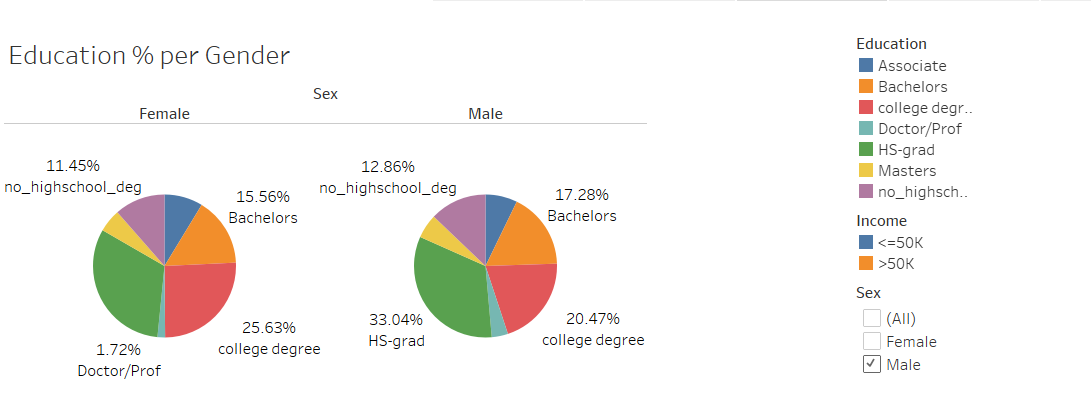 Education % per Gender
Sex
Female
Male
11.45%
no_highschool_deg
15.56%
Bachelors
25.63%
college degree
1.72%
Doctor/Prof
12.86%
no_highschool_deg
17.28%
Bachelors
20.47%
college degree
33.04%
HS-grad
Education
Associate
Bachelors
college degr..
Doctor/Prof
HS-grad
Masters
no_highsch..
Income
<=50K
>50K
Sex
(All)
Female
Male